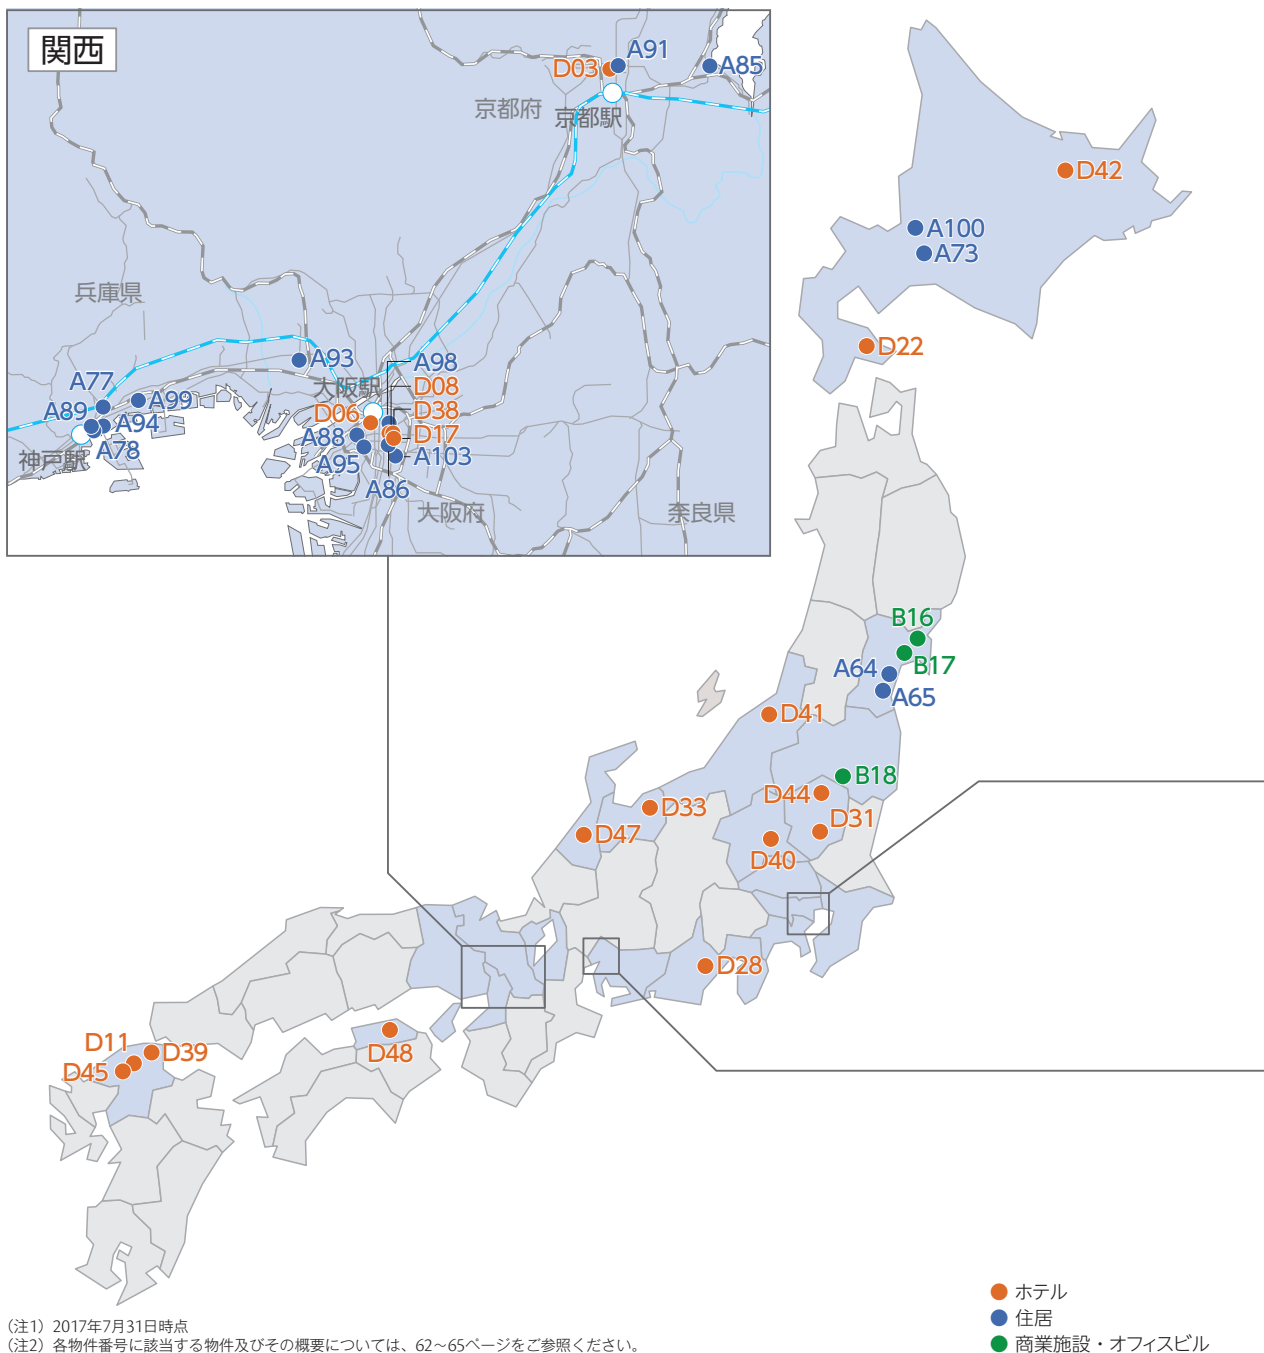 関西
A91
D03
A85
京都府
京都駅
兵庫県
A93
A98
大阪駅
D08
A77
A99
D38
A89
D06
A94
A88
D17
A78
神戸駅
A95
A103
A86
大阪府
奈良県
D42
A100
A73
D22
B16
B17
A64
A65
D41
B18
D44
D33
D31
D47
D40
D28
D11
D39
D48
D45
ホテル
住居
商業施設・オフィスビル
(注1) 2017年7月31日時点
(注2) 各物件番号に該当する物件及びその概要については、62〜65ページをご参照ください。